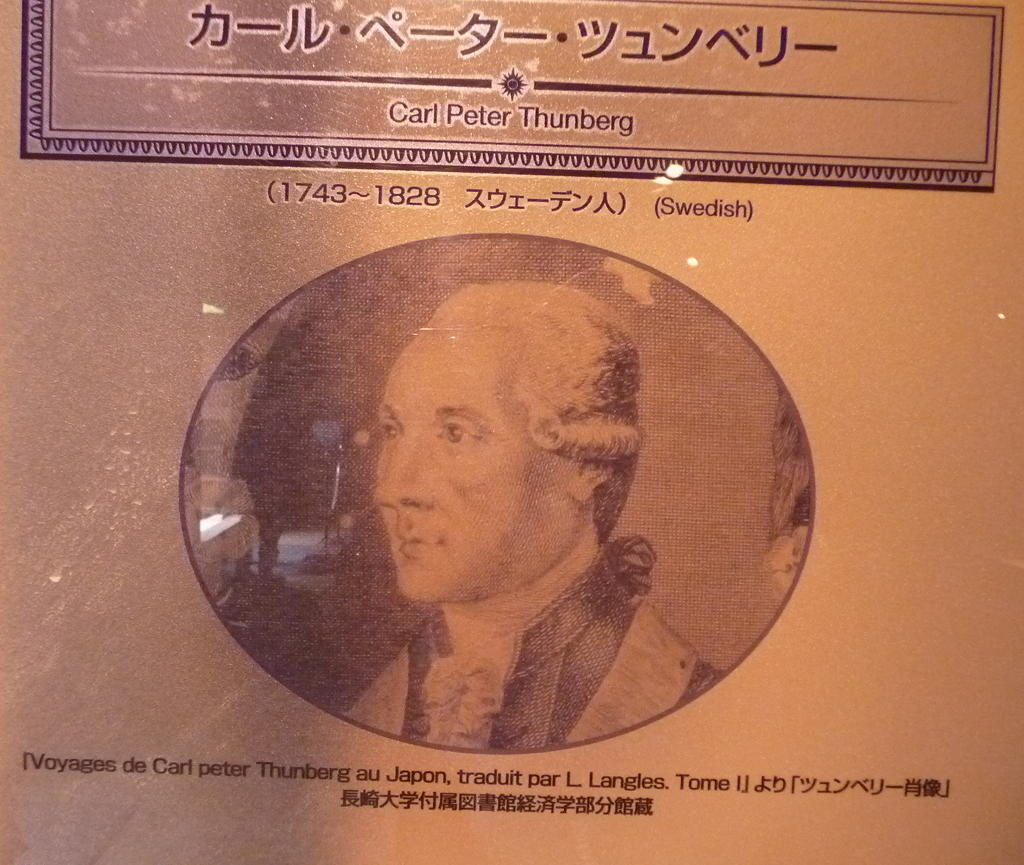 カール・ペーター・ツュンベリー
Carl Peter Thunberg
(1743～1828　スウェーデン人) (Swedish)
『Voyages de Carl peter Thunberg au Japon, traduit par L. Langles. Tome I』より「ツュンベリー肖像」
長崎大学付属図書館経済学部分館蔵